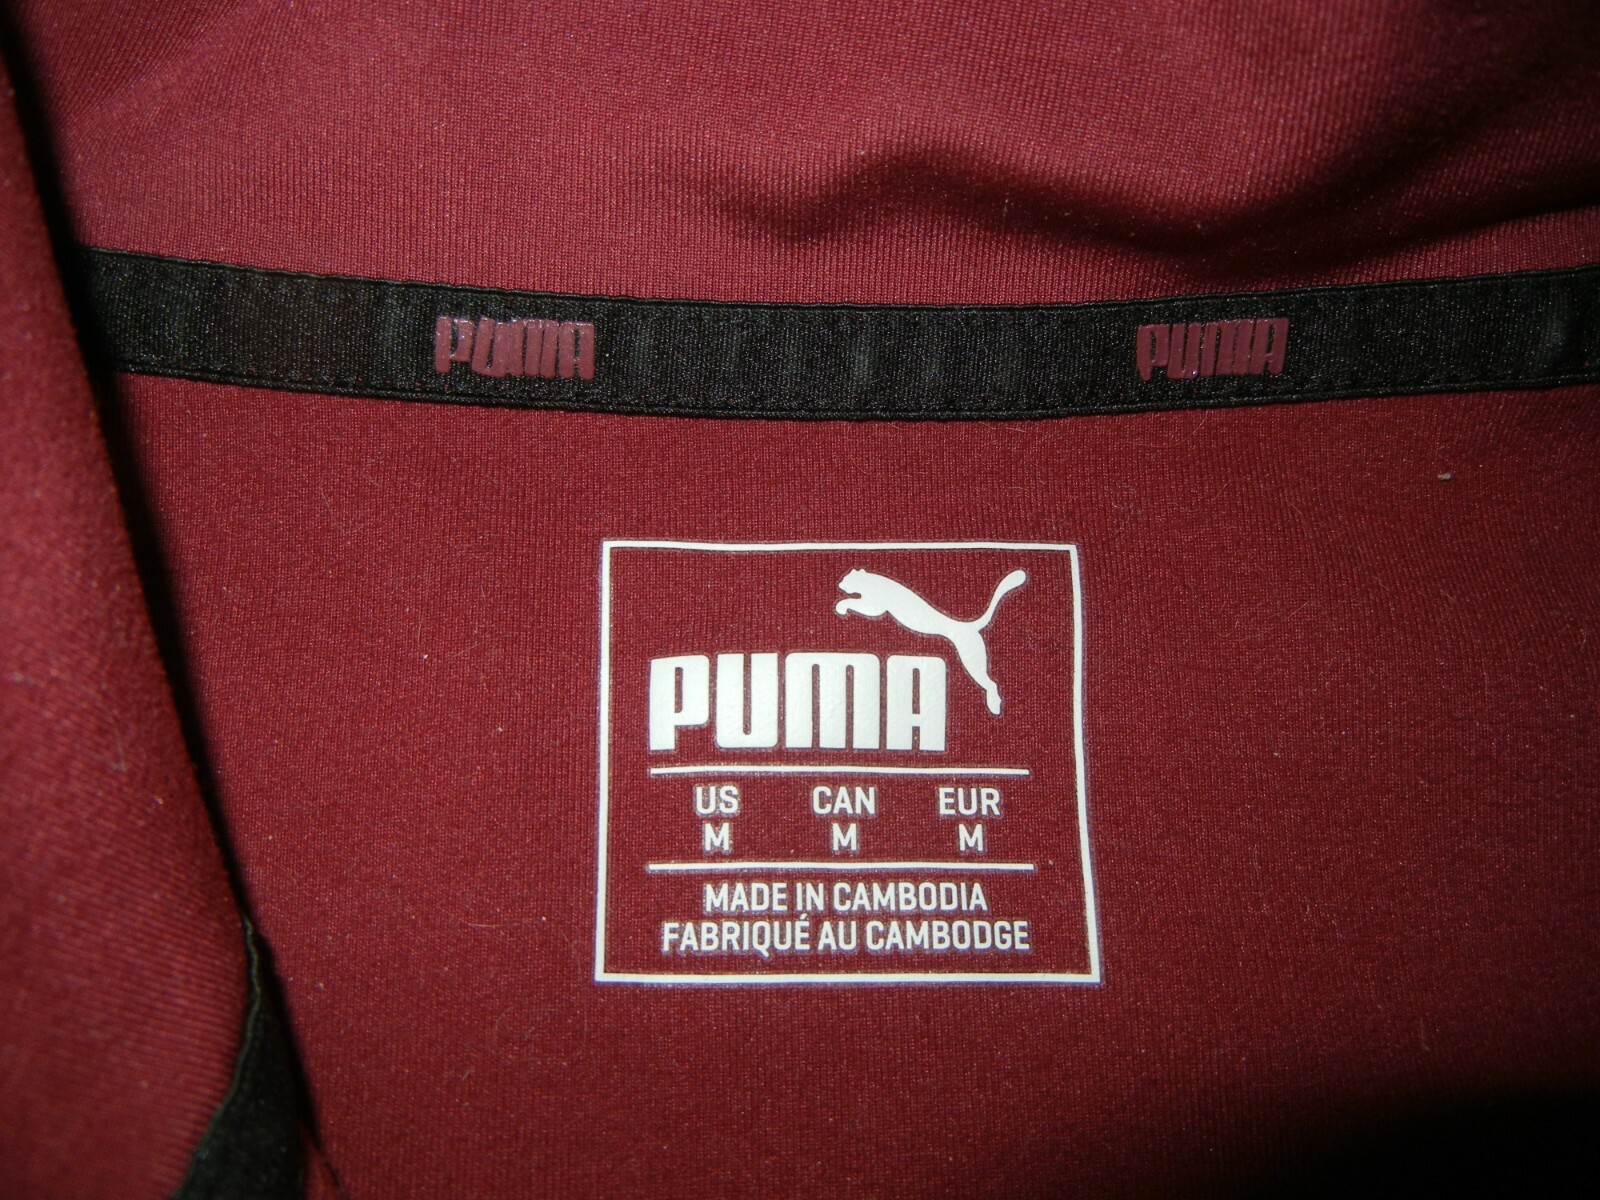 PUMA PUMA
PUMA
US CAN EUR
M M M
MADE IN CAMBODIA
FABRIQUÉ AU CAMBODGE